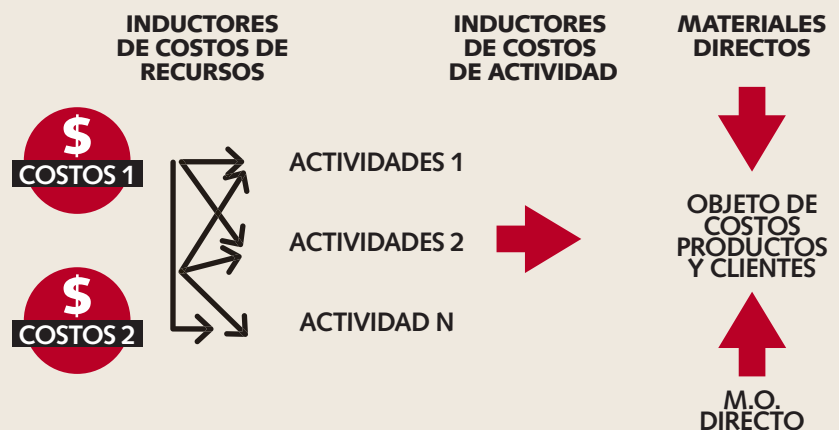 INDUCTORES
DE COSTOS DE
RECURSOS
INDUCTORES
DE COSTOS
DE ACTIVIDAD
MATERIALES
DIRECTOS
$
COSTOS 1
ACTIVIDADES 1
ACTIVIDADES 2
OBJETO DE
COSTOS
PRODUCTOS
Y CLIENTES
$
COSTOS 2
ACTIVIDAD N
M.O.
DIRECTO